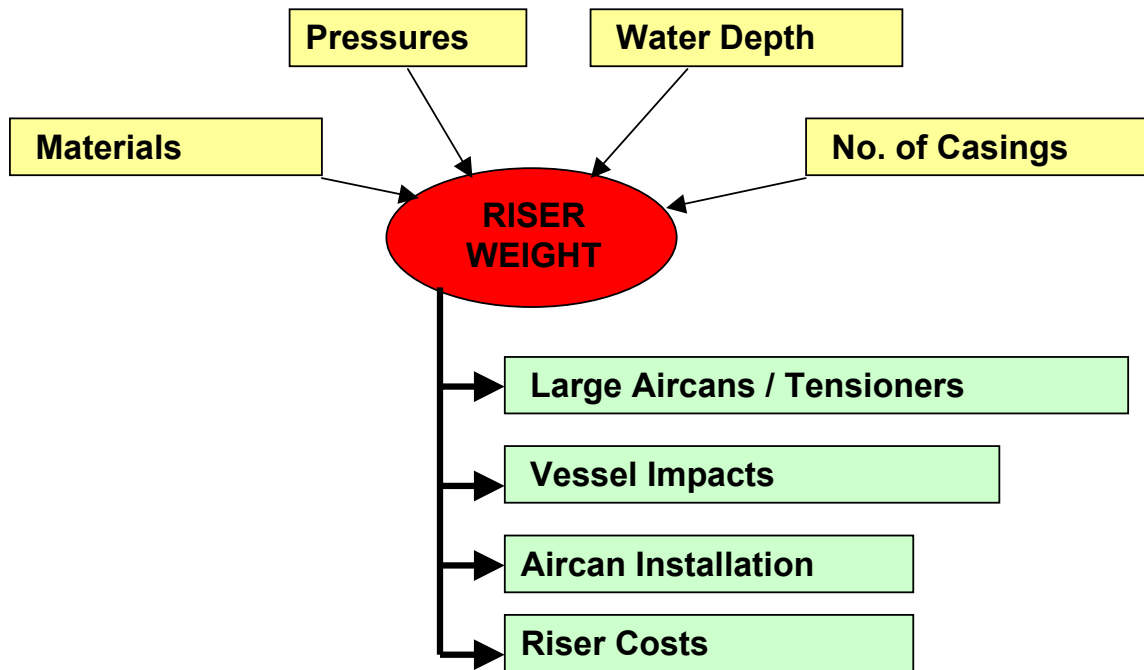 Pressures
Water Depth
Materials
No. of Casings
RISER
WEIGHT
Large Aircans / Tensioners
Vessel Impacts
Aircan Installation
Riser Costs